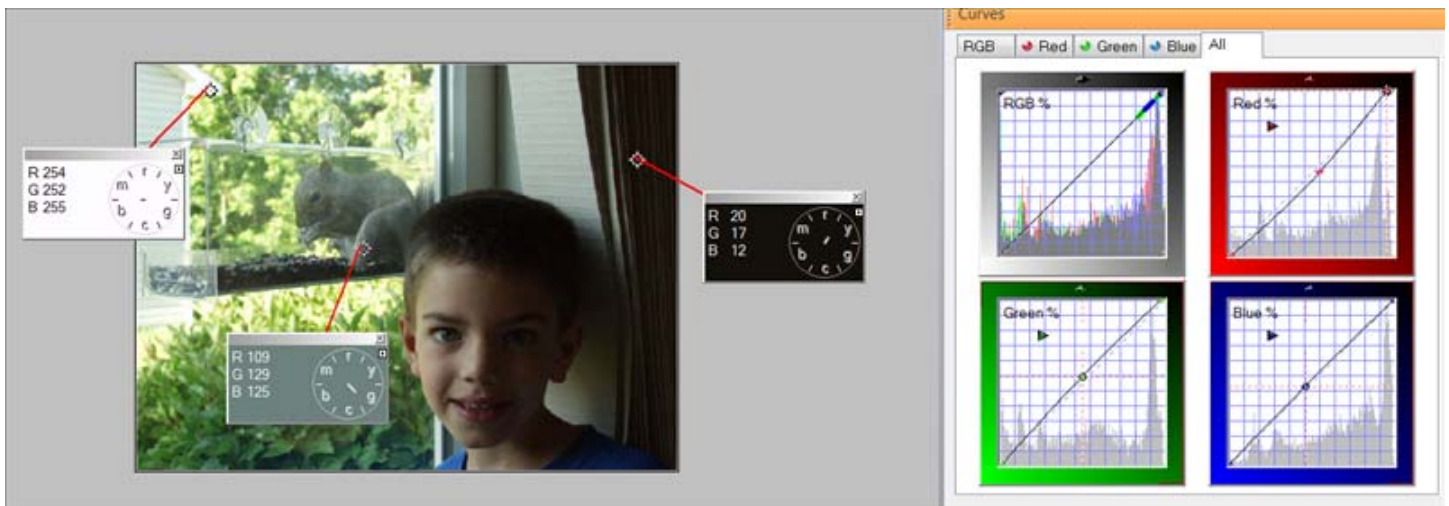 Curves
RGB Red Green Blue All
RGB %
Red %
R 254
G 252
B 255
m r y
b c g
R 20
G 17
B 12
m r y
b c g
Green %
Blue %
R 109
G 129
B 125
m r y
b c g